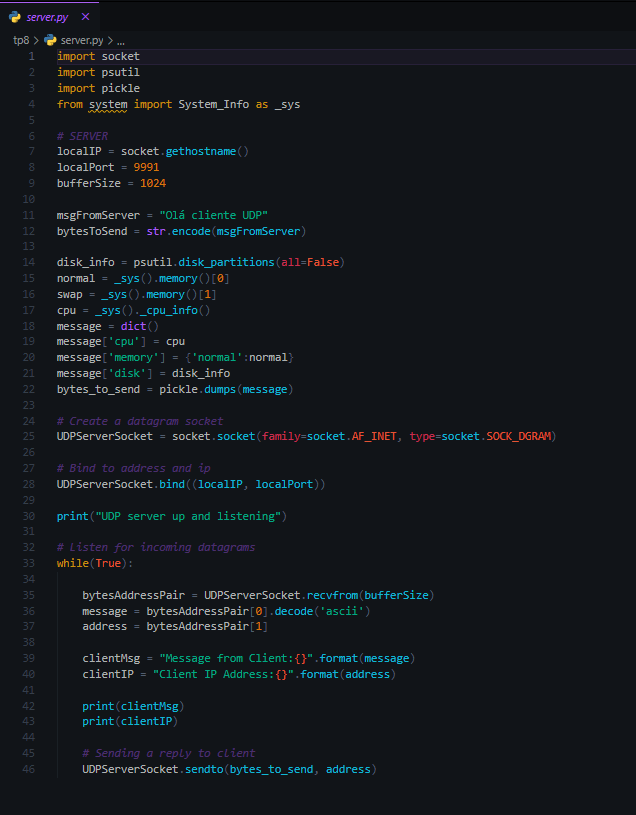 server.py ×
tp8 > server.py > ...
1 import socket
2 import psutil
3 import pickle
4 from system import System_Info as _sys
5
6 # SERVER
7 localIP = socket.gethostname()
8 localPort = 9991
9 bufferSize = 1024
10
11 msgFromServer = "Olá cliente UDP"
12 bytesToSend = str.encode(msgFromServer)
13
14 disk_info = psutil.disk_partitions(all=False)
15 normal = _sys().memory()[0]
16 swap = _sys().memory()[1]
17 cpu = _sys()._cpu_info()
18 message = dict()
19 message['cpu'] = cpu
20 message['memory'] = {'normal':normal}
21 message['disk'] = disk_info
22 bytes_to_send = pickle.dumps(message)
23
24 # Create a datagram socket
25 UDPServerSocket = socket.socket(family=socket.AF_INET, type=socket.SOCK_DGRAM)
26
27 # Bind to address and ip
28 UDPServerSocket.bind((localIP, localPort))
29
30 print("UDP server up and listening")
31
32 # Listen for incoming datagrams
33 while(True):
34
35 bytesAddressPair = UDPServerSocket.recvfrom(bufferSize)
36 message = bytesAddressPair[0].decode('ascii')
37 address = bytesAddressPair[1]
38
39 clientMsg = "Message from Client:{}".format(message)
40 clientIP = "Client IP Address:{}".format(address)
41
42 print(clientMsg)
43 print(clientIP)
44
45 # Sending a reply to client
46 UDPServerSocket.sendto(bytes_to_send, address)